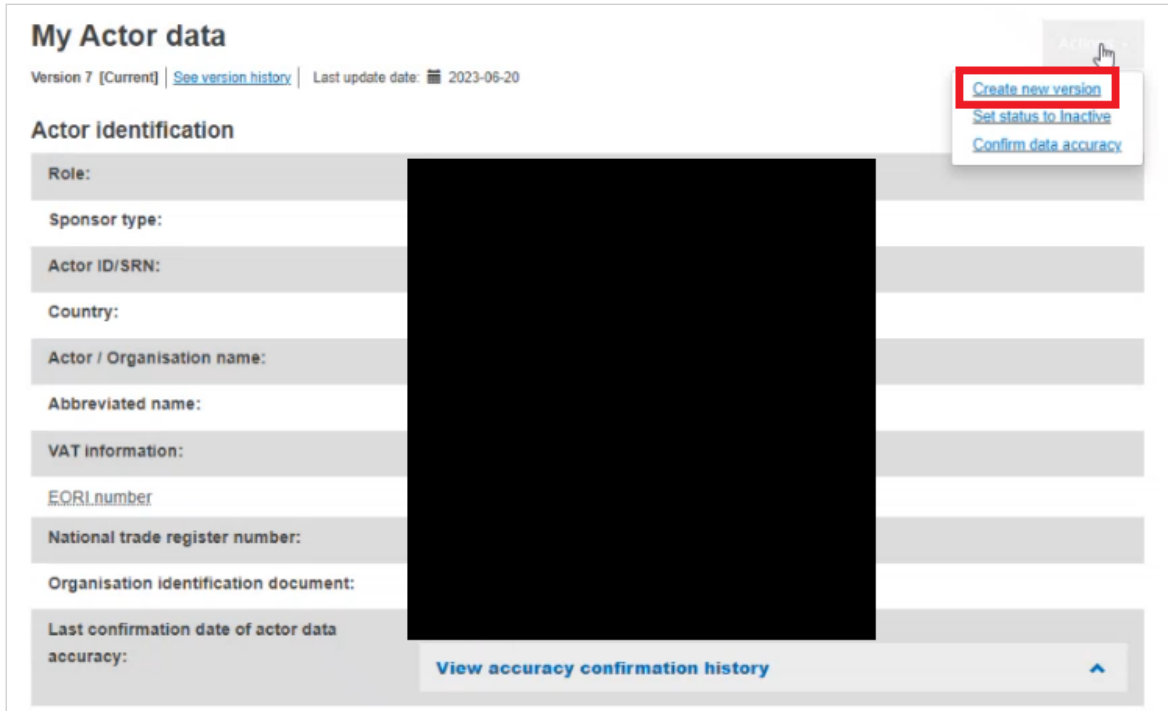 My Actor data
Version 7 [Current] See version history Last update date: 2023-06-20
Actions
Create new version
Set status to Inactive
Confirm data accuracy
Actor identification
Role:
Sponsor type:
Actor ID/SRN:
Country:
Actor / Organisation name:
Abbreviated name:
VAT information:
EORI number
National trade register number:
Organisation identification document:
Last confirmation date of actor data
accuracy:
View accuracy confirmation history